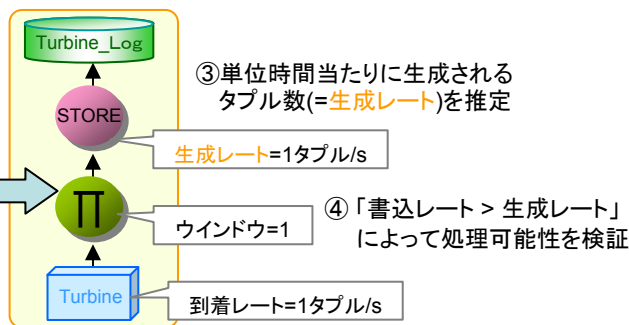 Turbine_Log
③単位時間当たりに生成される
タプル数(=生成レート)を推定
STORE
生成レート=1タプル/s
∏
ウインドウ=1
④「書込レート > 生成レート」
によって処理可能性を検証
Turbine
到着レート=1タプル/s